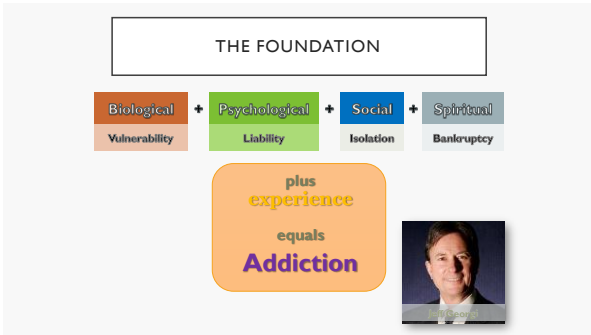 THE FOUNDATION
Biological + Psychological + Social + Spiritual
Vulnerability Liability Isolation Bankruptcy
plus
experience
equals
Addiction